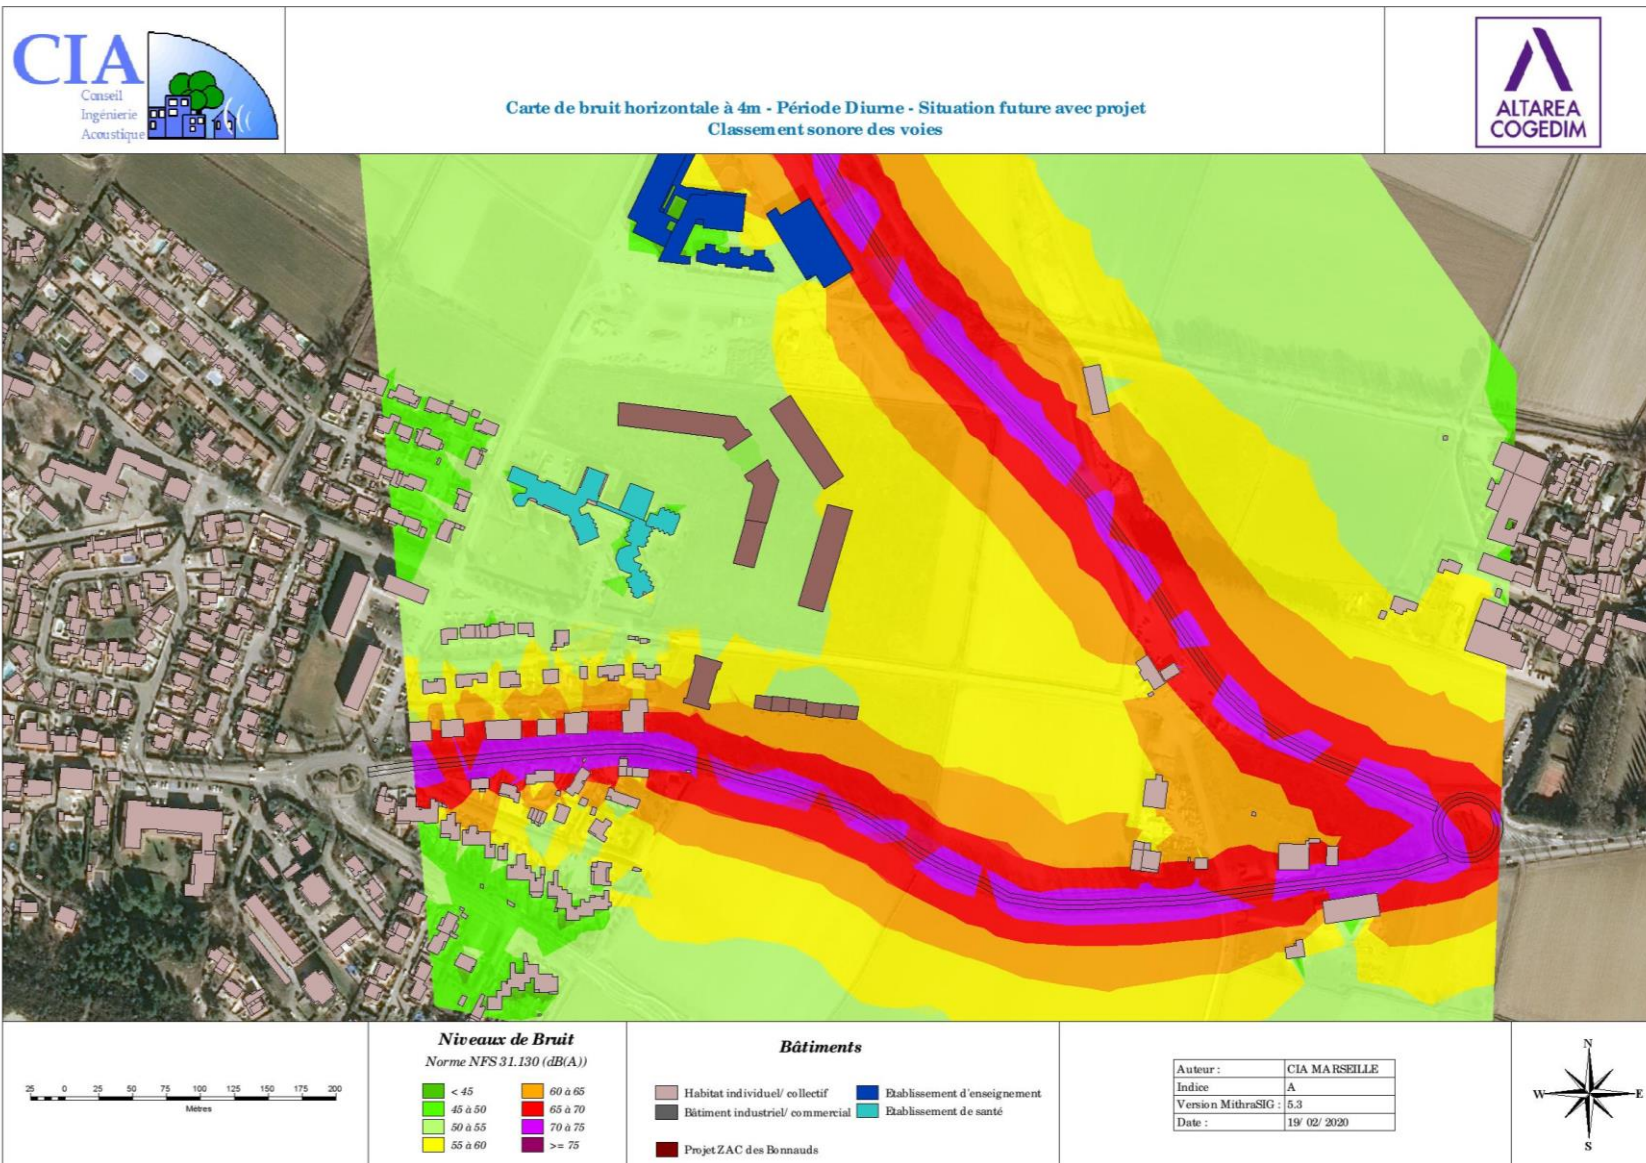 CIA
Conseil
Ingénierie
Acoustique
Carte de bruit horizontale à 4m - Période Diurne - Situation future avec projet
Classement sonore des voies
ALTAREA
COGEDIM
25 0 25 50 75 100 125 150 175 200
Mètres
Niveaux de Bruit
Norme NFS 31.130 (dB(A))
< 45
45 à 50
50 à 55
55 à 60
60 à 65
65 à 70
70 à 75
>= 75
Bâtiments
Habitat individuel/ collectif
Bâtiment industriel/ commercial
Projet ZAC des Bonnauds
Etablissement d'enseignement
Etablissement de santé
Auteur : CIA MARSEILLE
Indice A
Version MithraSIG : 5.3
Date : 19/ 02/ 2020
N
W E
S